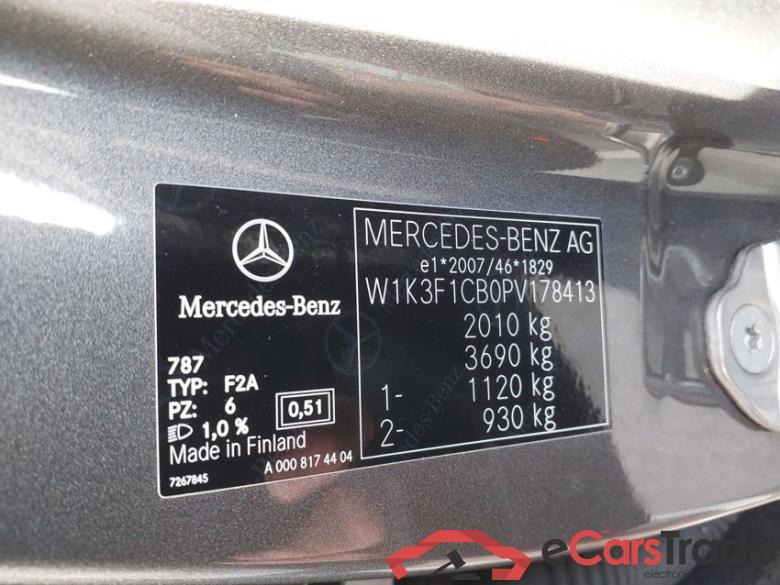 Mercedes-Benz
787
TYP: F2A
PZ: 6
0,51
1,0 %
Made in Finland
A 000 817 44 04
7267845
MERCEDES-BENZ AG
e1*2007/46*1829
W1K3F1CB0PV178413
2010 kg
3690 kg
1- 1120 kg
2- 930 kg
eCarsTrade